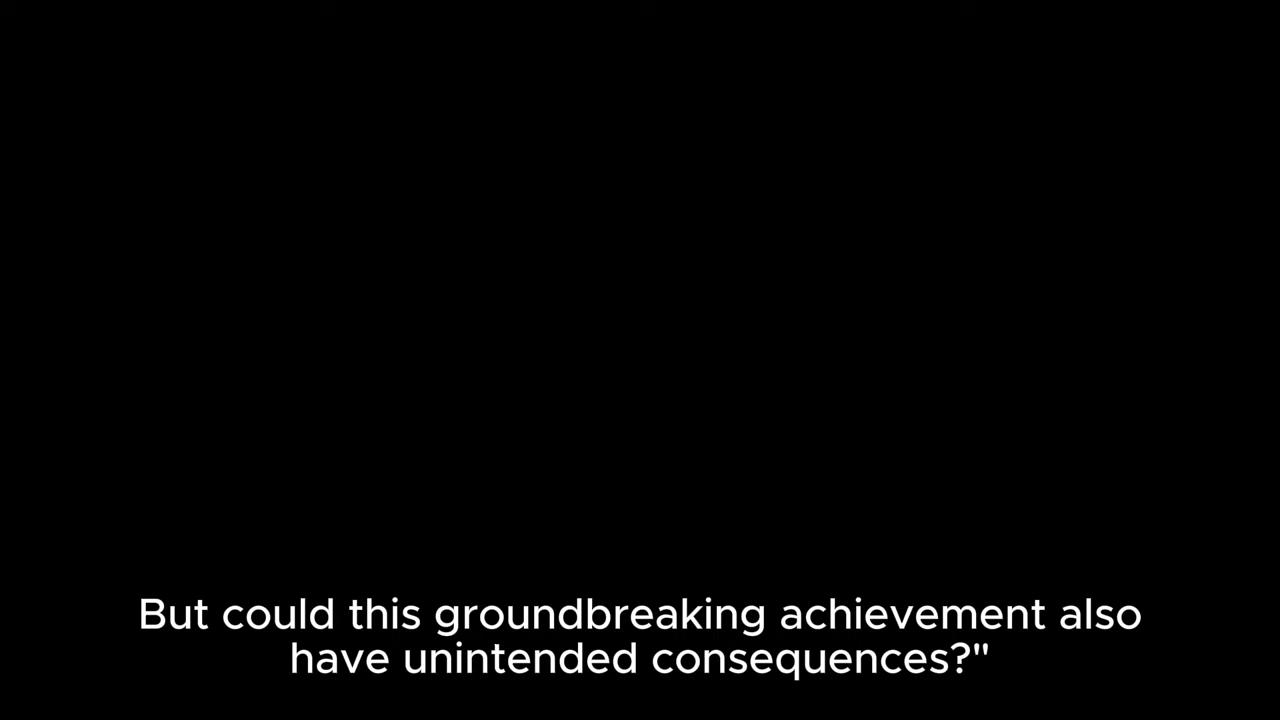 But could this groundbreaking achievement also
have unintended consequences?"